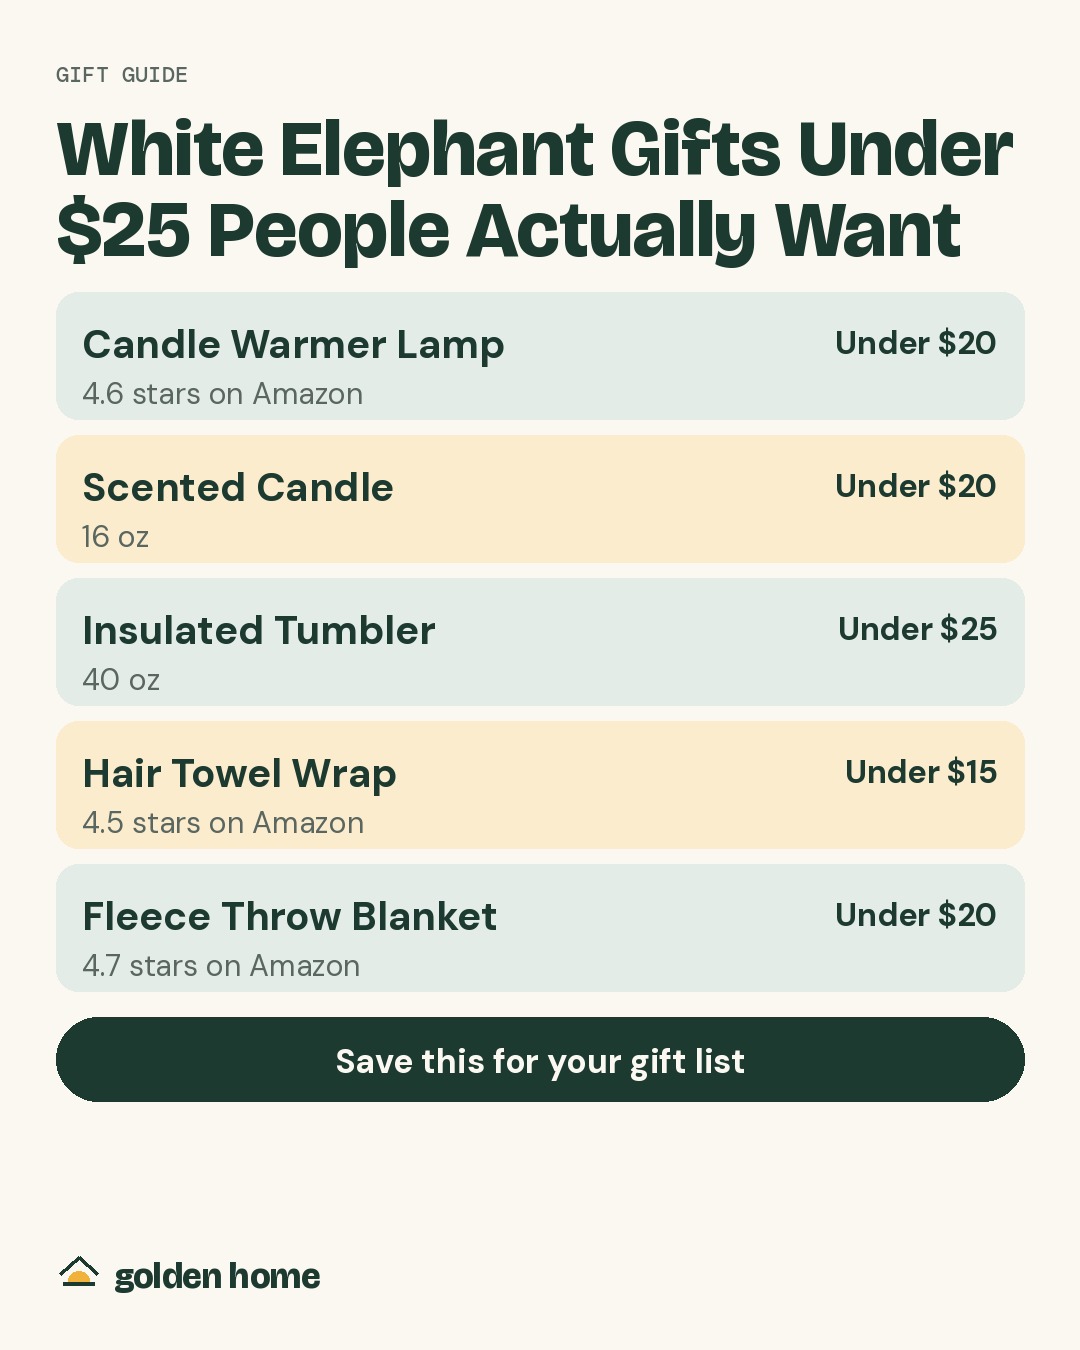 GIFT GUIDE
White Elephant Gifts Under
$25 People Actually Want
Candle Warmer Lamp
Under $20
4.6 stars on Amazon
Scented Candle
Under $20
16 oz
Insulated Tumbler
Under $25
40 oz
Hair Towel Wrap
Under $15
4.5 stars on Amazon
Fleece Throw Blanket
Under $20
4.7 stars on Amazon
Save this for your gift list
golden home